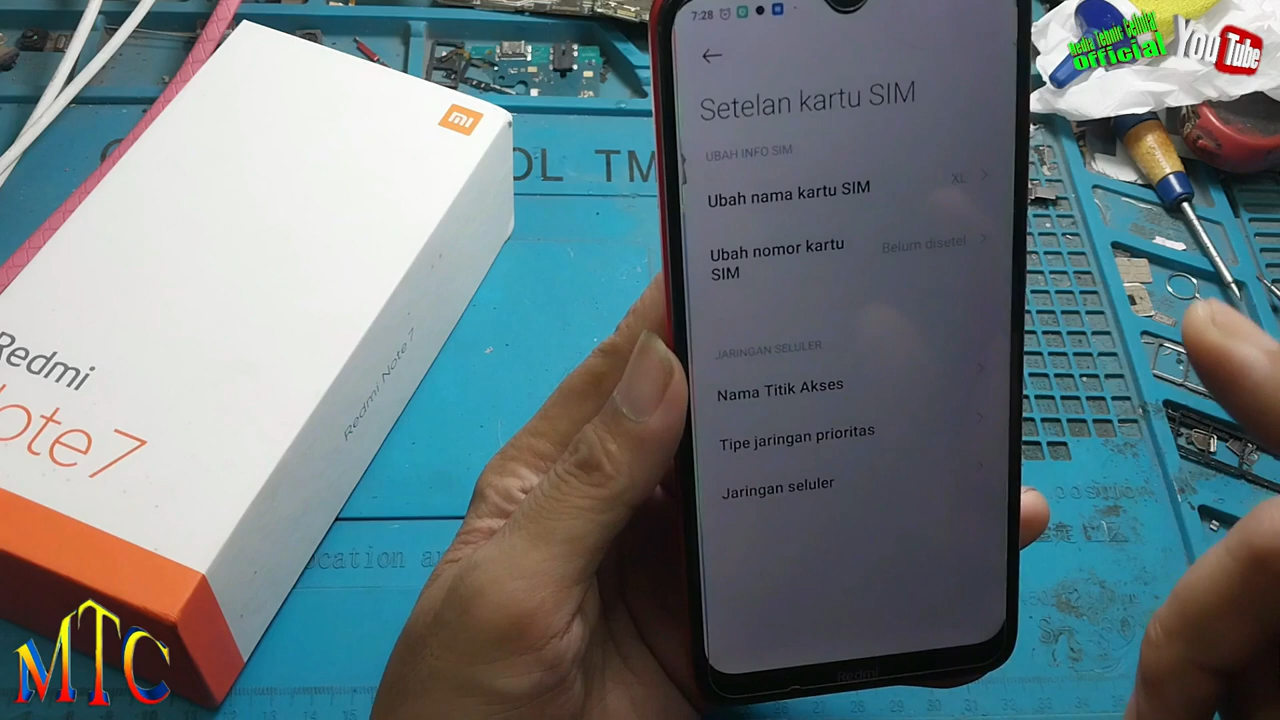 7:28
Setelan kartu SIM
UBAH INFO SIM
Ubah nama kartu SIM
XL
Ubah nomor kartu
SIM
Belum disetel
JARINGAN SELULER
Nama Titik Akses
Tipe jaringan prioritas
Jaringan seluler
Redmi
Media Tehnic Cellular
official
YouTube
mi
Redmi
Note 7
Redmi Note 7
MTC